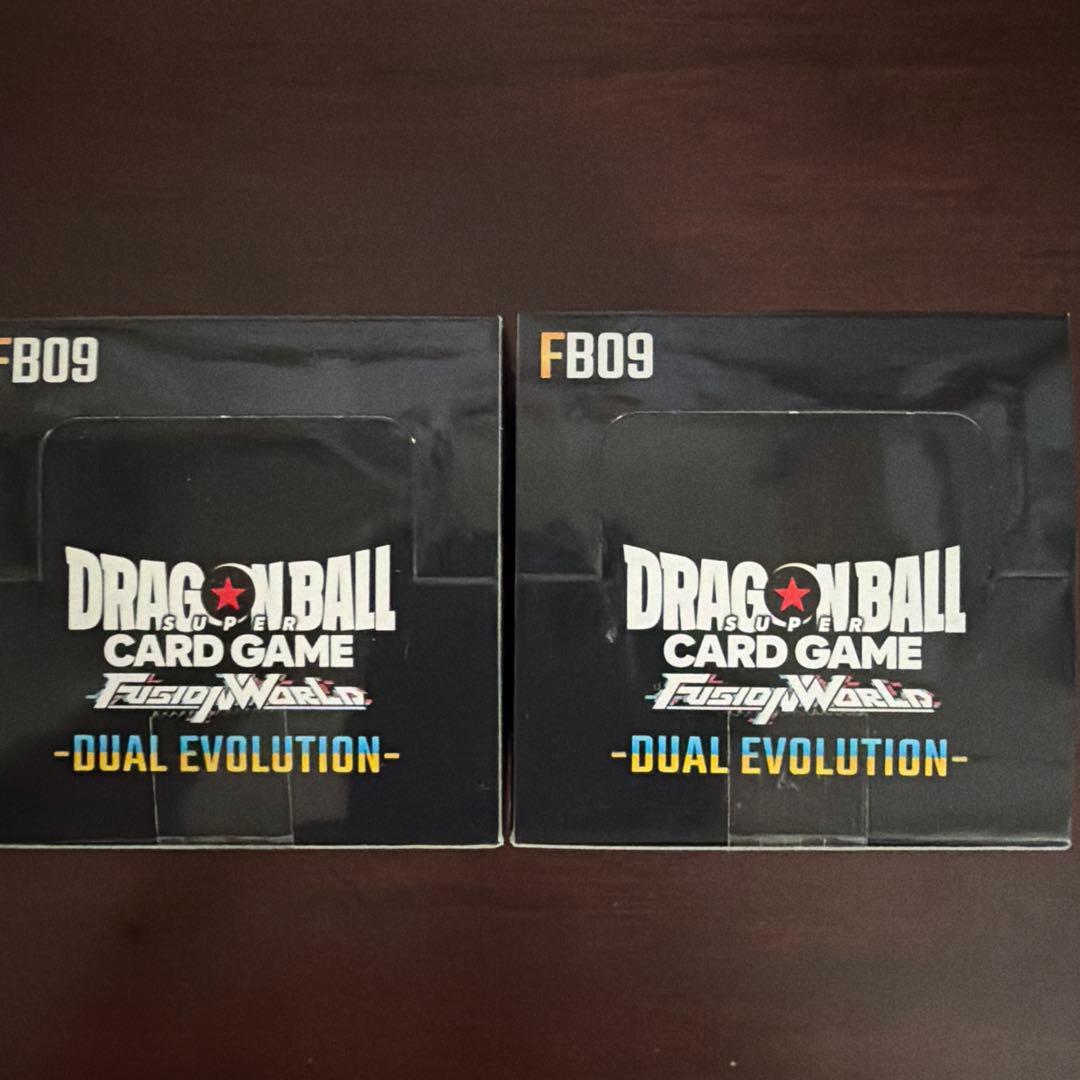 FB09
DRAGON BALL
SUPER
CARD GAME
FUSION WORLD
-DUAL EVOLUTION-
FB09
DRAGON BALL
SUPER
CARD GAME
FUSION WORLD
-DUAL EVOLUTION-